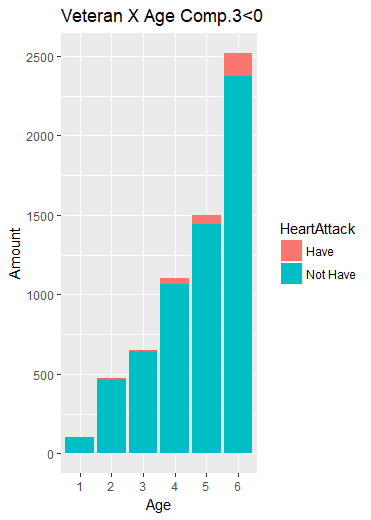 Veteran X Age Comp.3<0
2500
2000
1500
1000
500
0
Amount
1 2 3 4 5 6
Age
HeartAttack
Have
Not Have